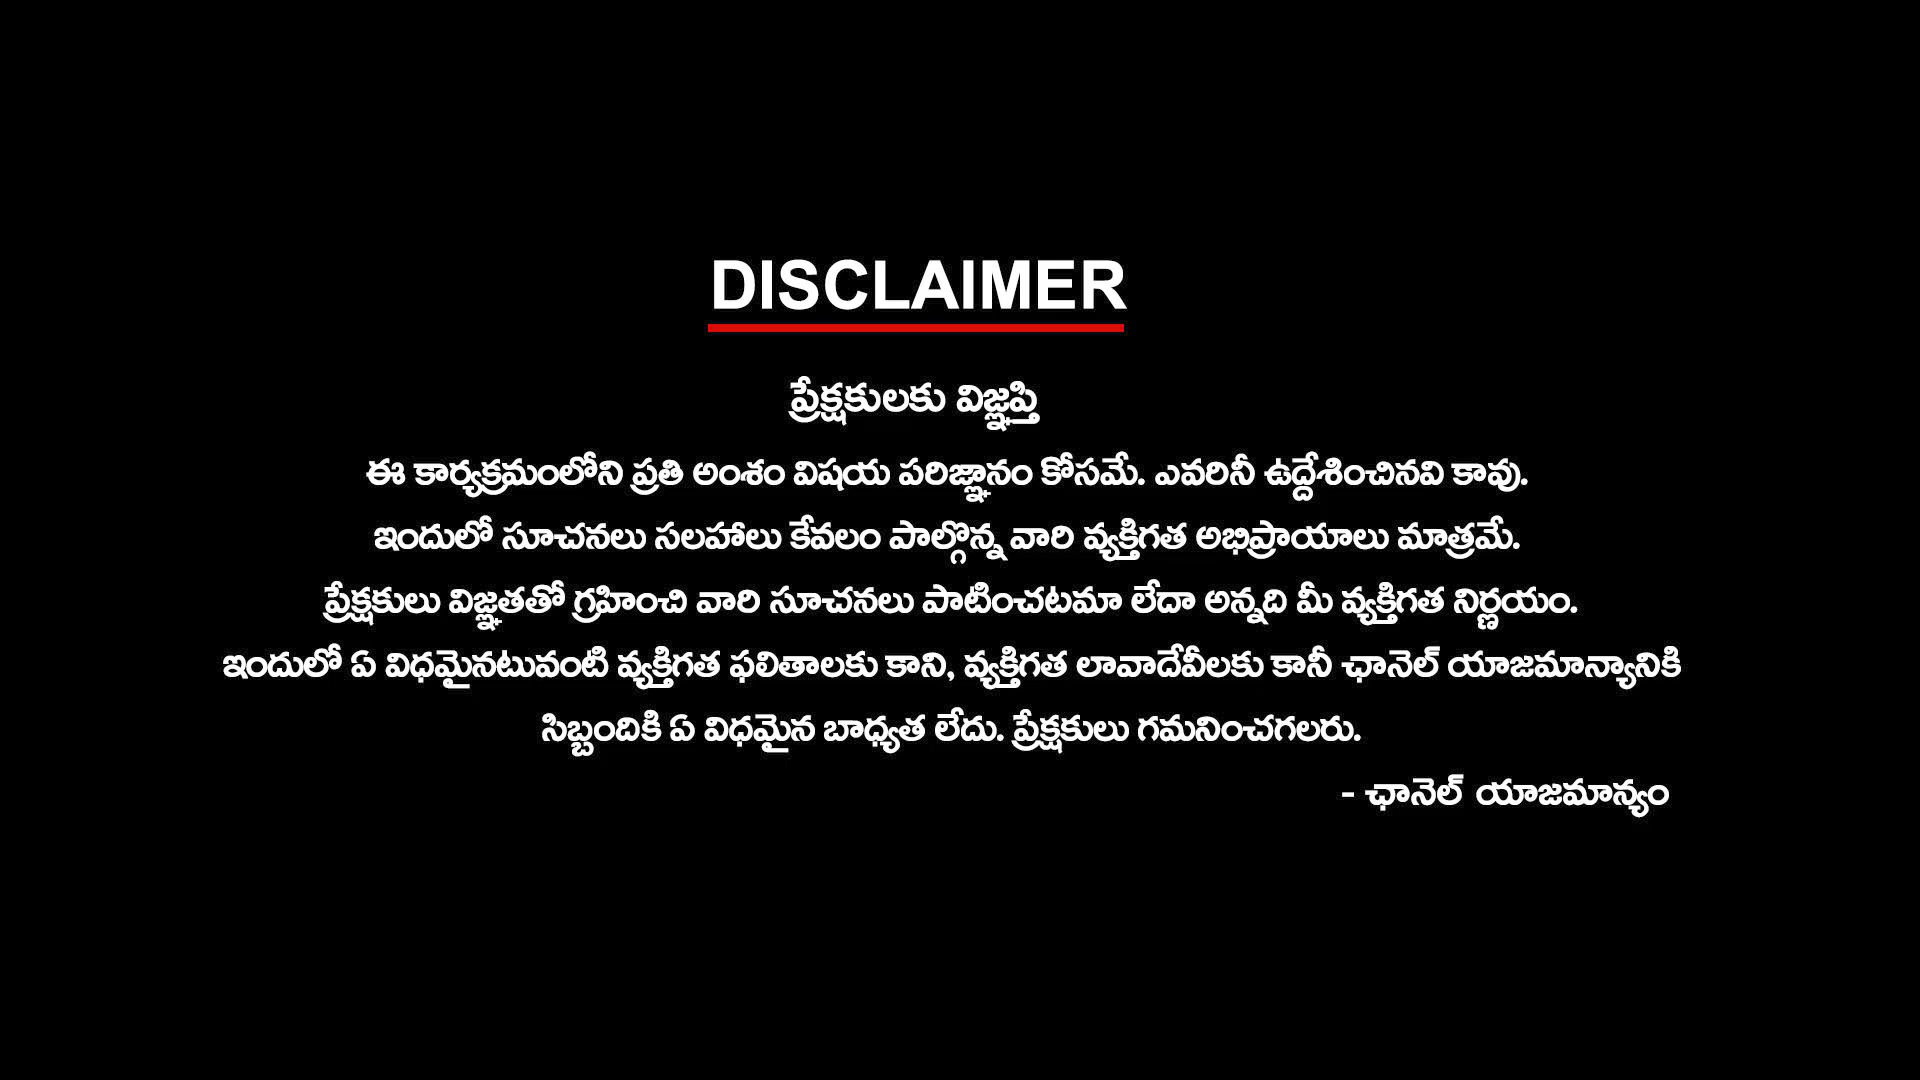 DISCLAIMER
ప్రేక్షకులకు విజ్ఞప్తి
ఈ కార్యక్రమంలోని ప్రతి అంశం విషయ పరిజ్ఞానం కోసమే. ఎవరినీ ఉద్దేశించినవి కావు.
ఇందులో సూచనలు సలహాలు కేవలం పాల్గొన్న వారి వ్యక్తిగత అభిప్రాయాలు మాత్రమే.
ప్రేక్షకులు విజ్ఞతతో గ్రహించి వారి సూచనలు పాటించటమా లేదా అన్నది మీ వ్యక్తిగత నిర్ణయం.
ఇందులో ఏ విధమైనటువంటి వ్యక్తిగత ఫలితాలకు కాని, వ్యక్తిగత లావాదేవీలకు కానీ ఛానెల్ యాజమాన్యానికి
సిబ్బందికి ఏ విధమైన బాధ్యత లేదు. ప్రేక్షకులు గమనించగలరు.
- ఛానెల్ యాజమాన్యం